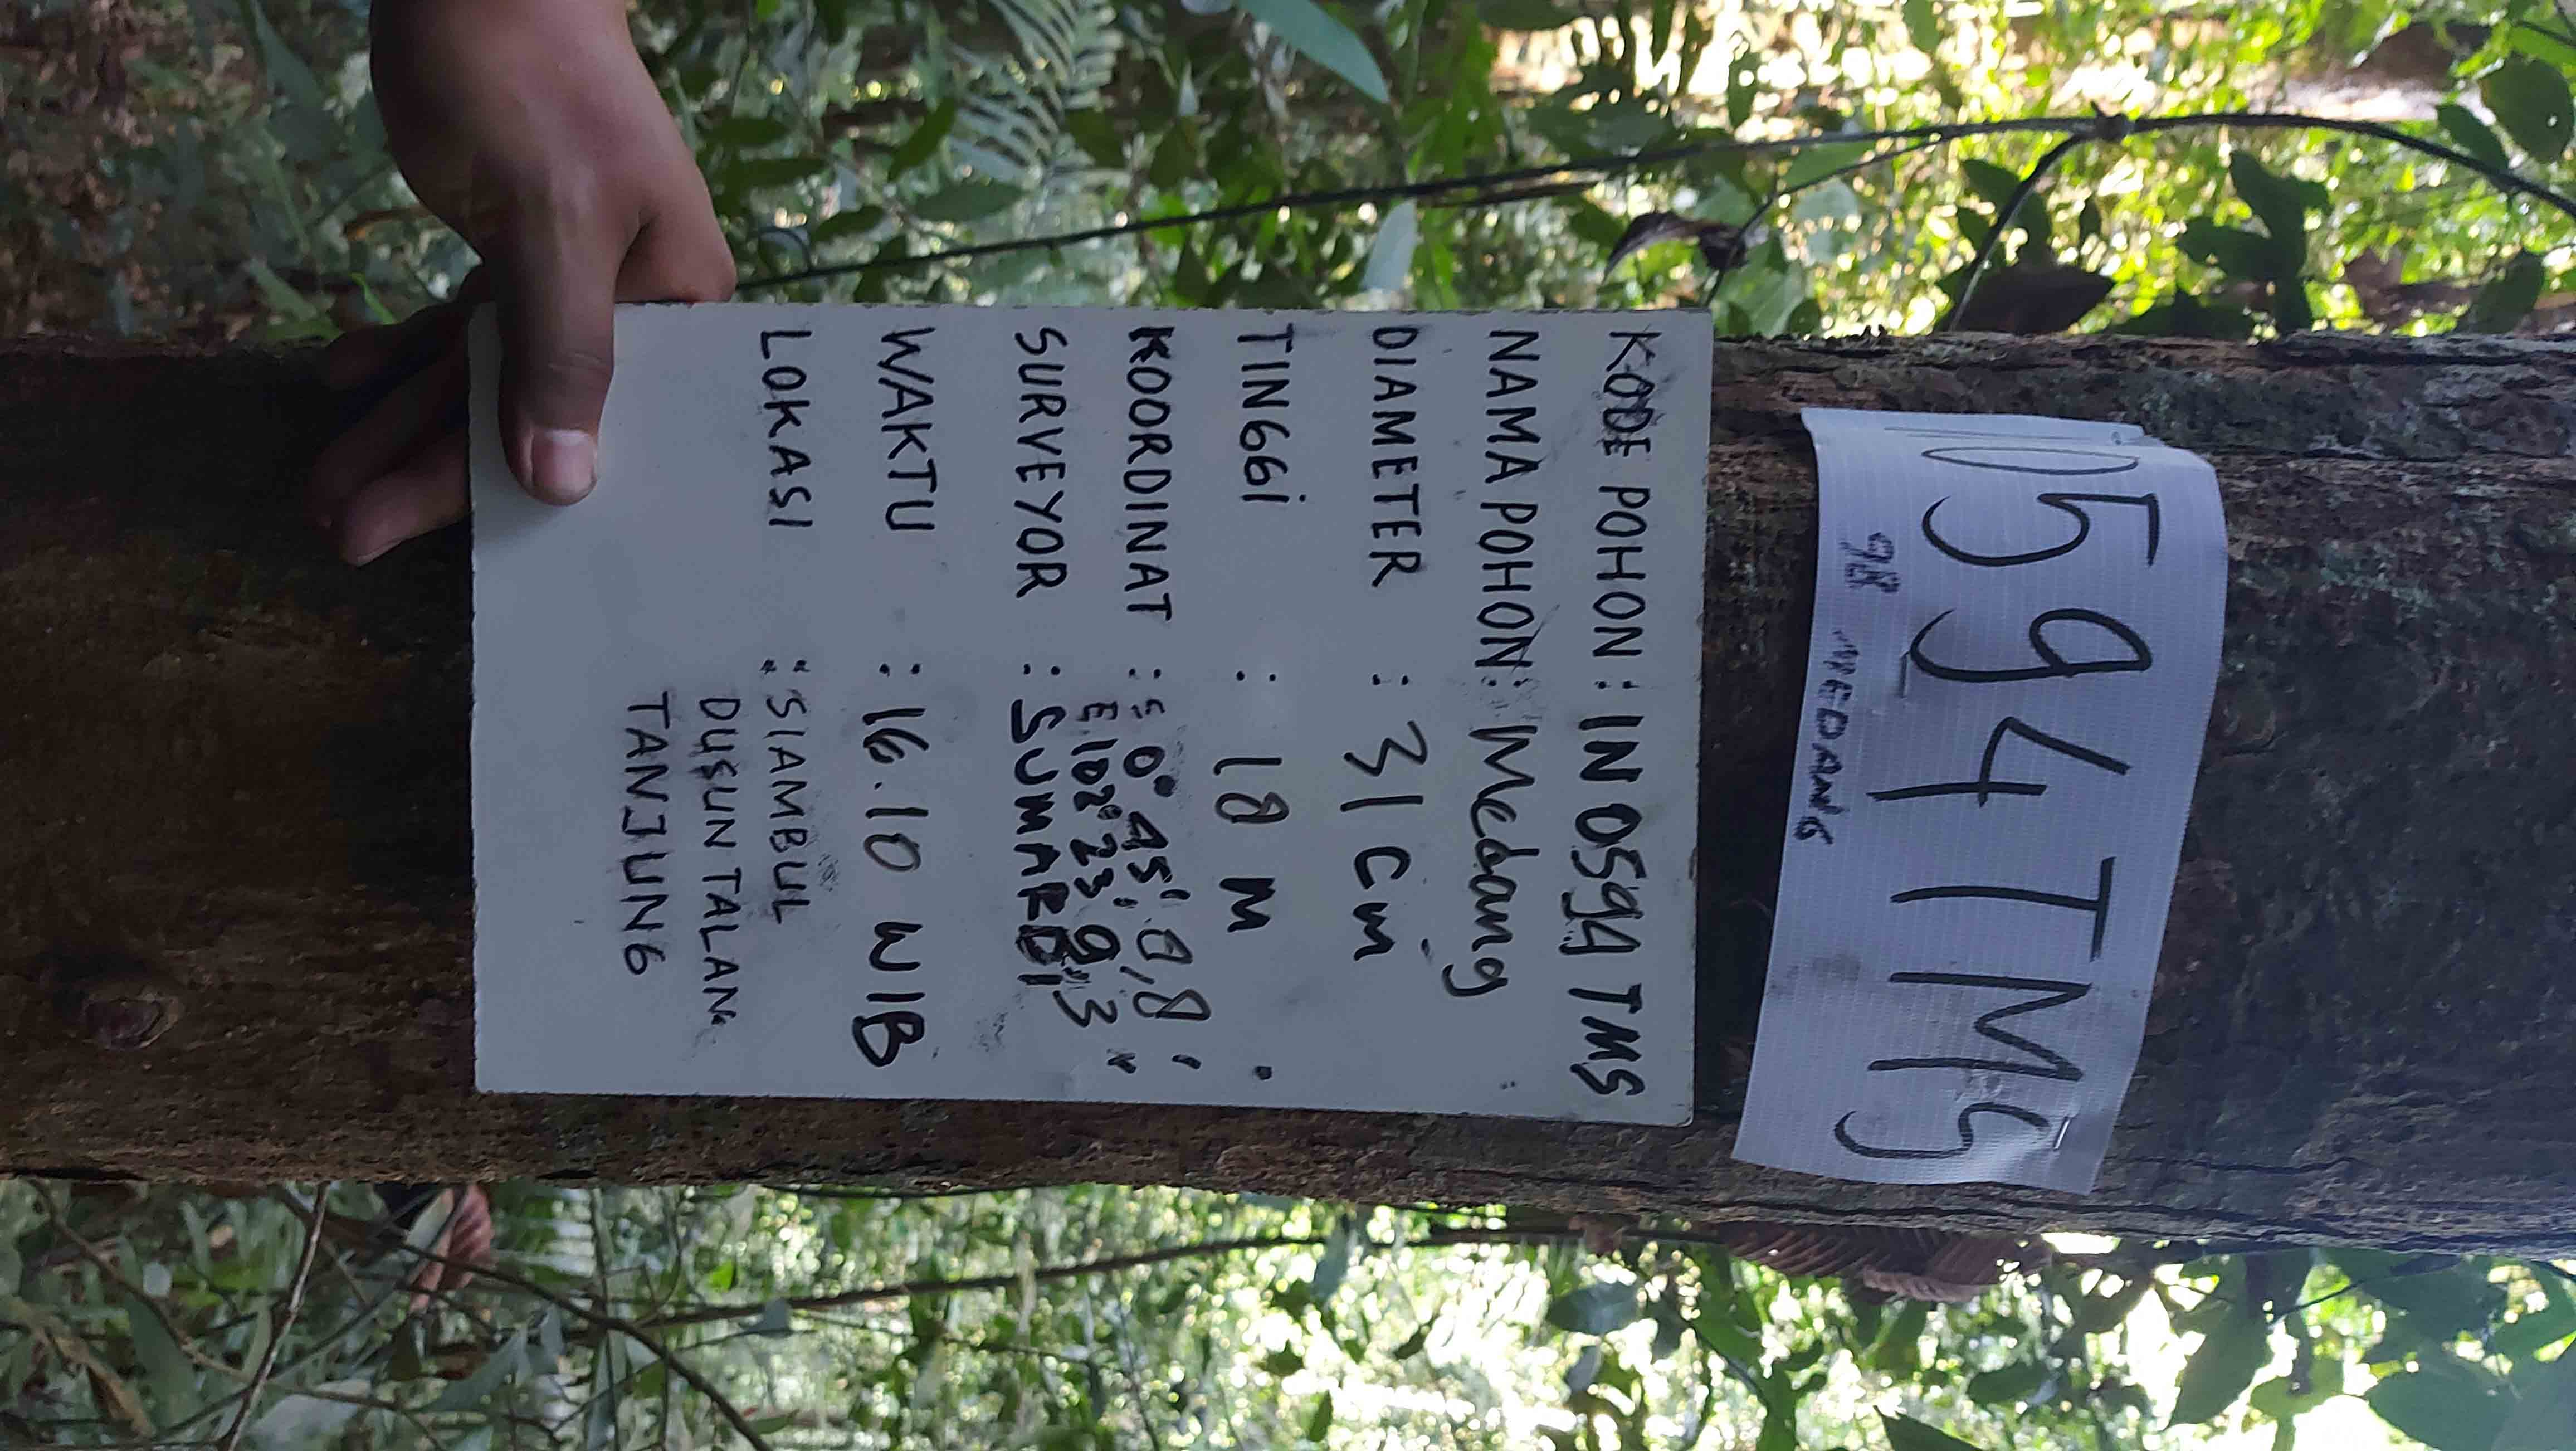 0594TMS
98 MEDANG
KODE POHON : IN 0594 TMS
NAMA POHON: Medang
DIAMETER : 31 cm
TINGGI : 18 M
KOORDINAT : S 0° 45' 0,8"
E.102° 23' 9,3"
SURVEYOR : SUMARDI
WAKTU : 16.10 WIB
LOKASI : SIAMBUL
DUSUN TALANG
TANJUNG